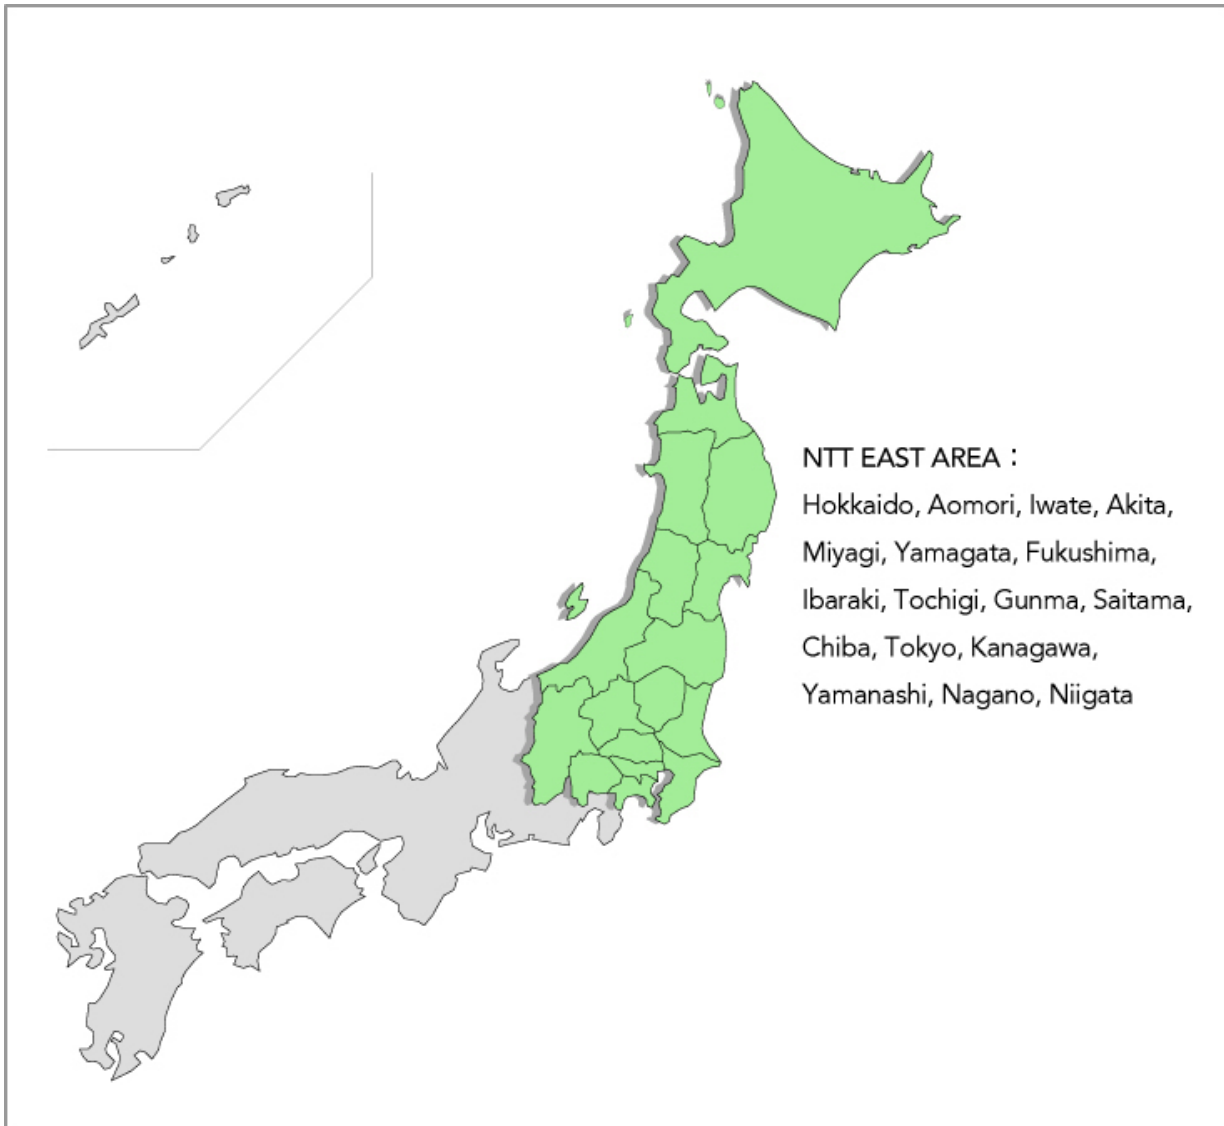 NTT EAST AREA：
Hokkaido, Aomori, Iwate, Akita,
Miyagi, Yamagata, Fukushima,
Ibaraki, Tochigi, Gunma, Saitama,
Chiba, Tokyo, Kanagawa,
Yamanashi, Nagano, Niigata